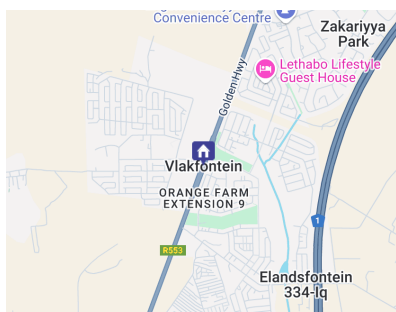 Convenience Centre
Zakariyya
Park
Lethabo Lifestyle
Guest House
Golden Hwy
Vlakfontein
ORANGE FARM
EXTENSION 9
1
R553
Elandsfontein
334-Iq